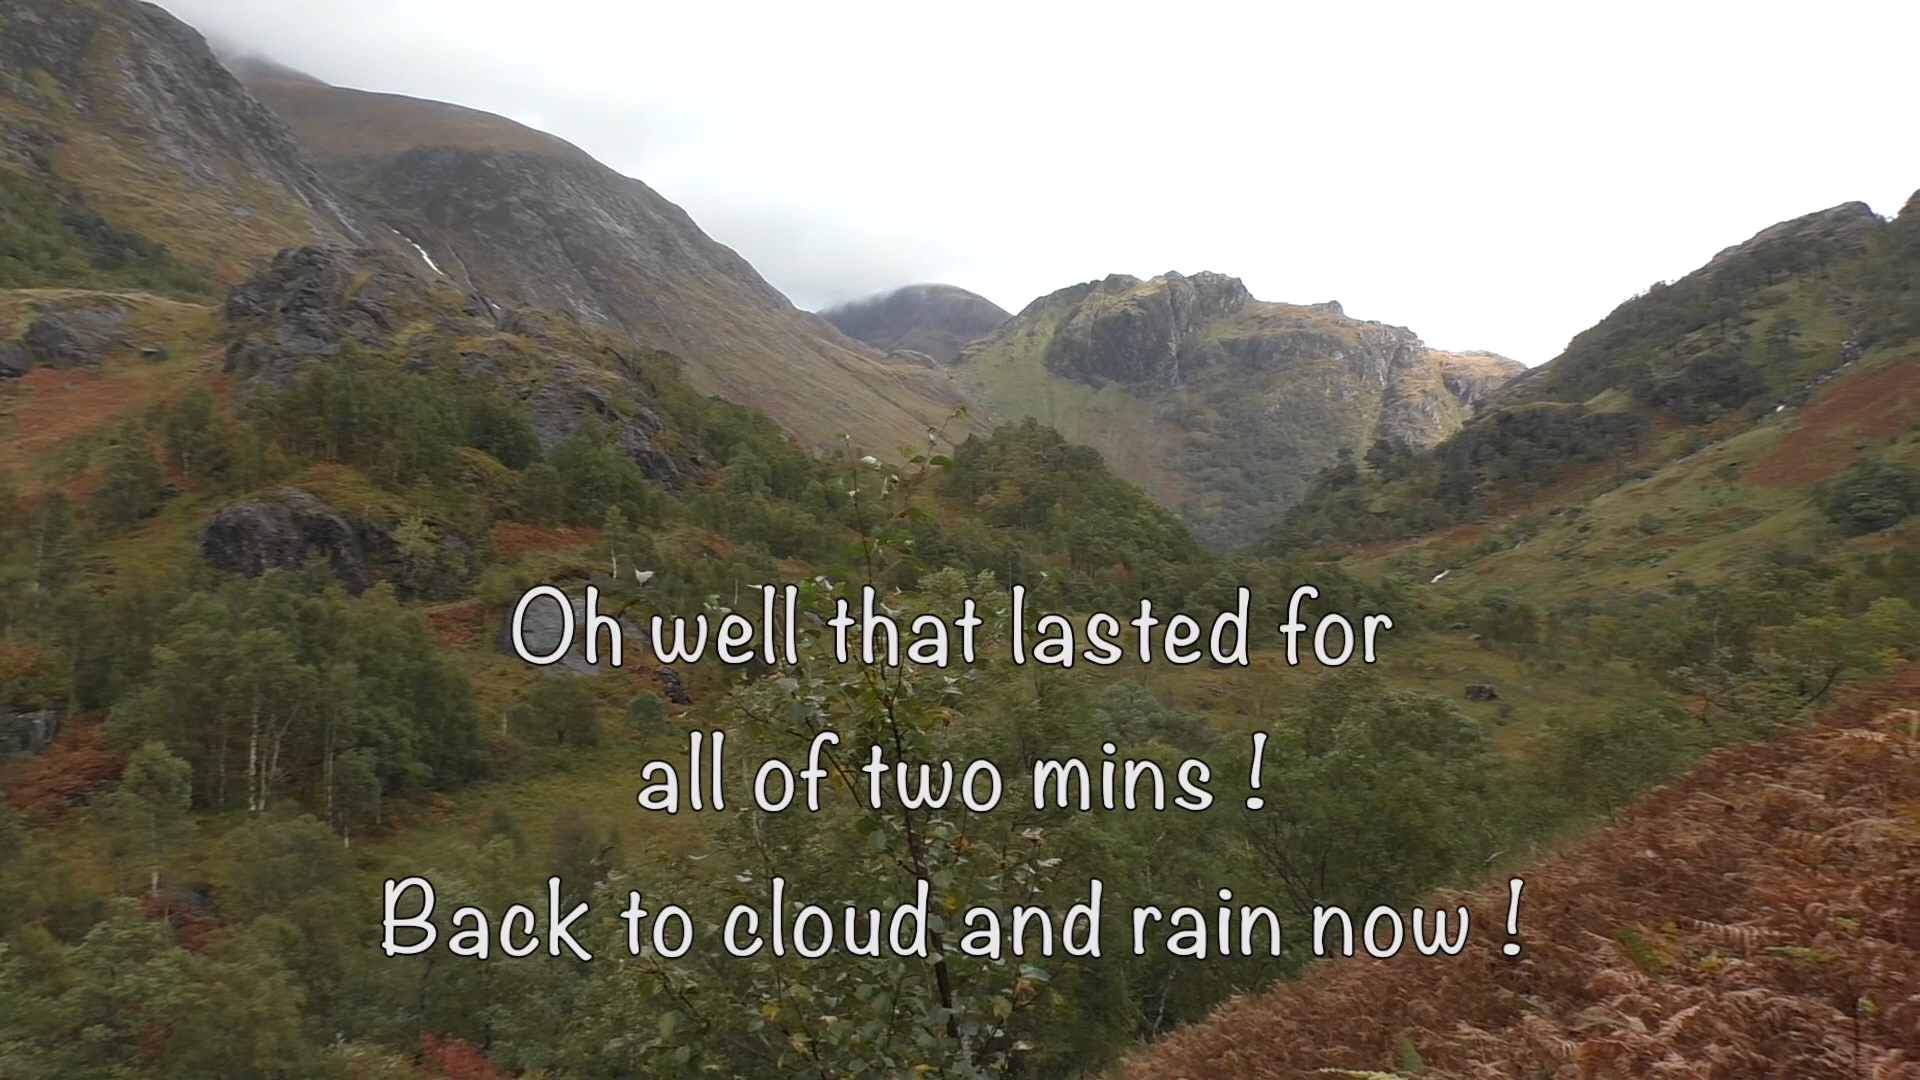 Oh well that lasted for
all of two mins !
Back to cloud and rain now !